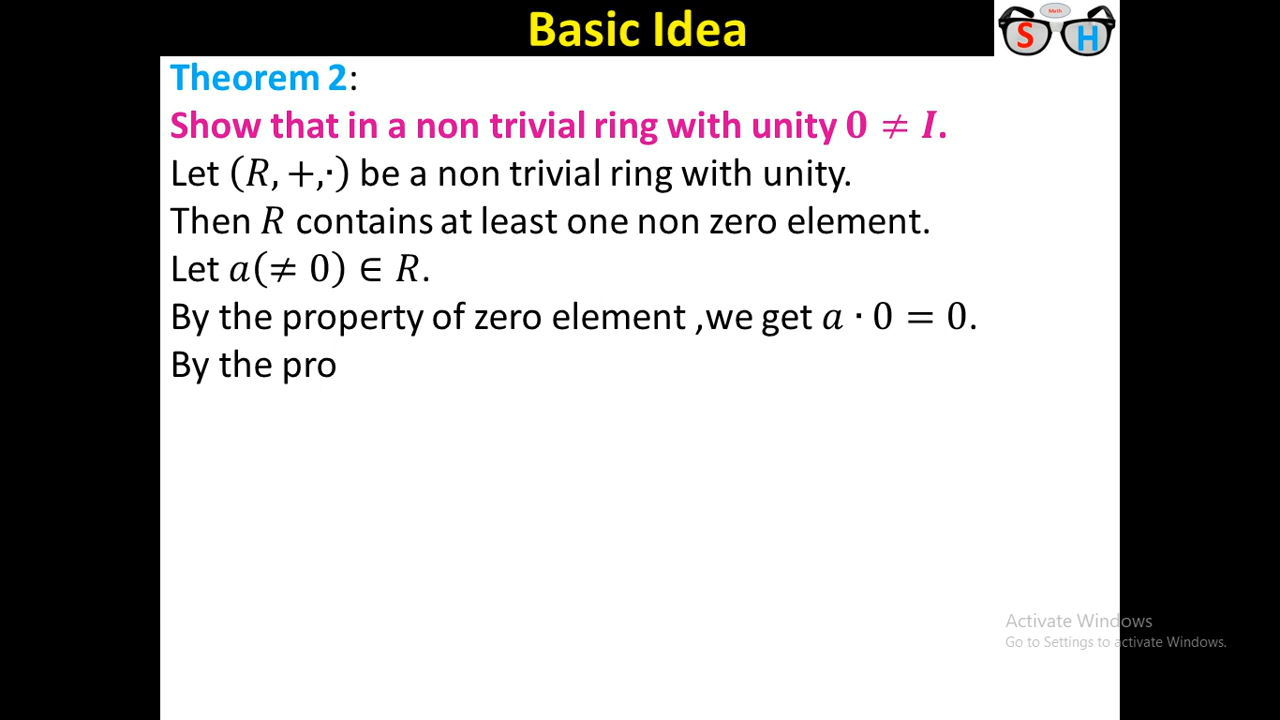 Basic Idea
Math
S H
Theorem 2:
Show that in a non trivial ring with unity 0 ≠ I.
Let (R, +,·) be a non trivial ring with unity.
Then R contains at least one non zero element.
Let a(≠ 0) ∈ R.
By the property of zero element ,we get a · 0 = 0.
By the pro
Activate Windows
Go to Settings to activate Windows.